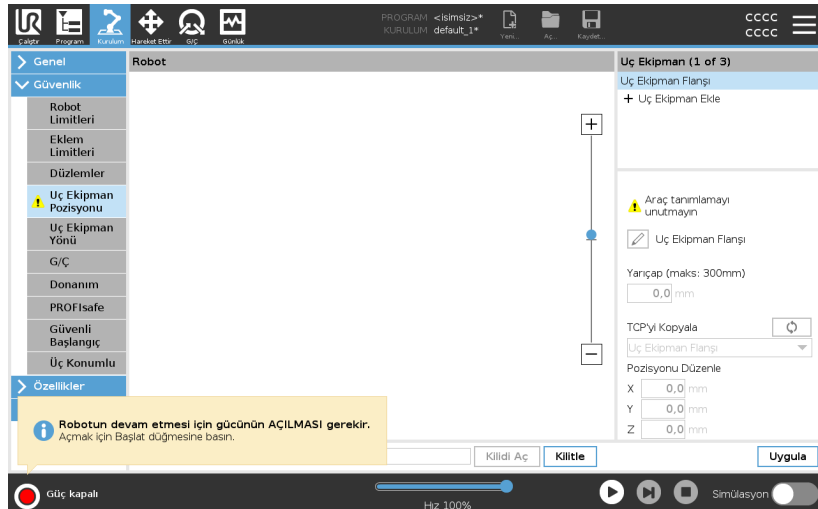 PROGRAM <isimsiz>*
KURULUM default_1*
Çalıştır
Program
Kurulum
Hareket Ettir
G/Ç
Günlük
Yeni...
Aç...
Kaydet...
cccc
cccc
Genel
Güvenlik
Robot
Limitleri
Eklem
Limitleri
Düzlemler
Uç Ekipman
Pozisyonu
Uç Ekipman
Yönü
G/Ç
Donanım
PROFIsafe
Güvenli
Başlangıç
Üç Konumlu
Özellikler
Robot
Uç Ekipman (1 of 3)
Uç Ekipman Flanşı
+ Uç Ekipman Ekle
Araç tanımlamayı
unutmayın
Uç Ekipman Flanşı
Yarıçap (maks: 300mm)
0,0 mm
TCP'yi Kopyala
Uç Ekipman Flanşı
Pozisyonu Düzenle
X 0,0 mm
Y 0,0 mm
Z 0,0 mm
Robotun devam etmesi için gücünün AÇILMASI gerekir.
Açmak için Başlat düğmesine basın.
Kilidi Aç
Kilitle
Uygula
Güç kapalı
Hız 100%
Simülasyon